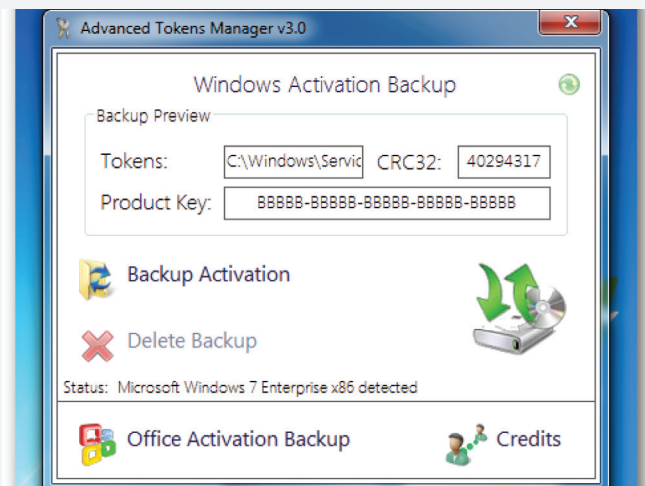 Advanced Tokens Manager v3.0
Windows Activation Backup
Backup Preview
Tokens: C:\Windows\Servic CRC32: 40294317
Product Key: BBBBB-BBBBB-BBBBB-BBBBB-BBBBB
Backup Activation
Delete Backup
Status: Microsoft Windows 7 Enterprise x86 detected
Office Activation Backup Credits